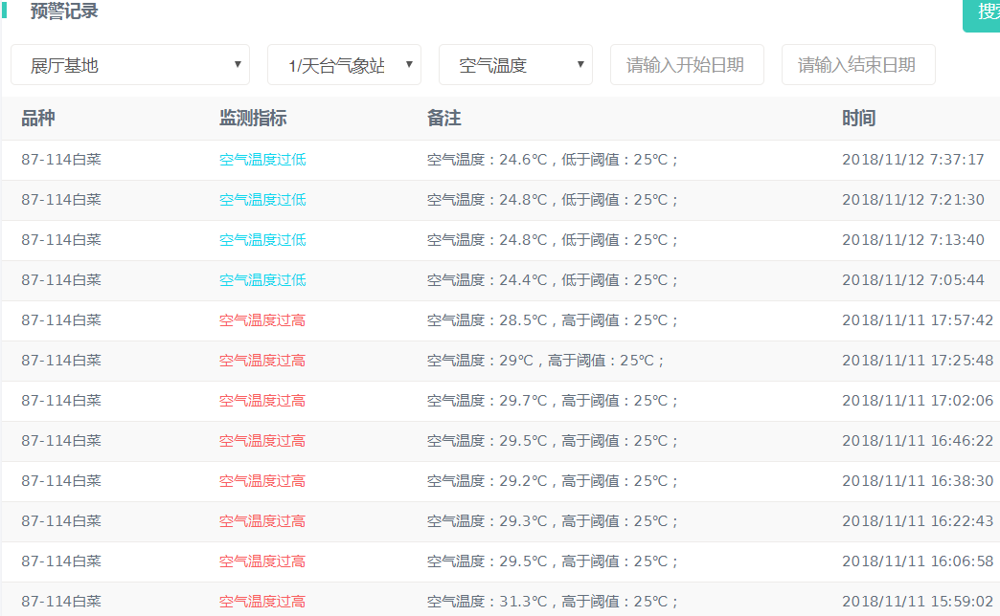 预警记录
搜索
展厅基地 1/天台气象站 空气温度 请输入开始日期 请输入结束日期
品种 监测指标 备注 时间
87-114白菜 空气温度过低 空气温度：24.6℃，低于阈值：25℃； 2018/11/12 7:37:17
87-114白菜 空气温度过低 空气温度：24.8℃，低于阈值：25℃； 2018/11/12 7:21:30
87-114白菜 空气温度过低 空气温度：24.8℃，低于阈值：25℃； 2018/11/12 7:13:40
87-114白菜 空气温度过低 空气温度：24.4℃，低于阈值：25℃； 2018/11/12 7:05:44
87-114白菜 空气温度过高 空气温度：28.5℃，高于阈值：25℃； 2018/11/11 17:57:42
87-114白菜 空气温度过高 空气温度：29℃，高于阈值：25℃； 2018/11/11 17:25:48
87-114白菜 空气温度过高 空气温度：29.7℃，高于阈值：25℃； 2018/11/11 17:02:06
87-114白菜 空气温度过高 空气温度：29.5℃，高于阈值：25℃； 2018/11/11 16:46:22
87-114白菜 空气温度过高 空气温度：29.2℃，高于阈值：25℃； 2018/11/11 16:38:30
87-114白菜 空气温度过高 空气温度：29.3℃，高于阈值：25℃； 2018/11/11 16:22:43
87-114白菜 空气温度过高 空气温度：29.5℃，高于阈值：25℃； 2018/11/11 16:06:58
87-114白菜 空气温度过高 空气温度：31.3℃，高于阈值：25℃； 2018/11/11 15:59:02